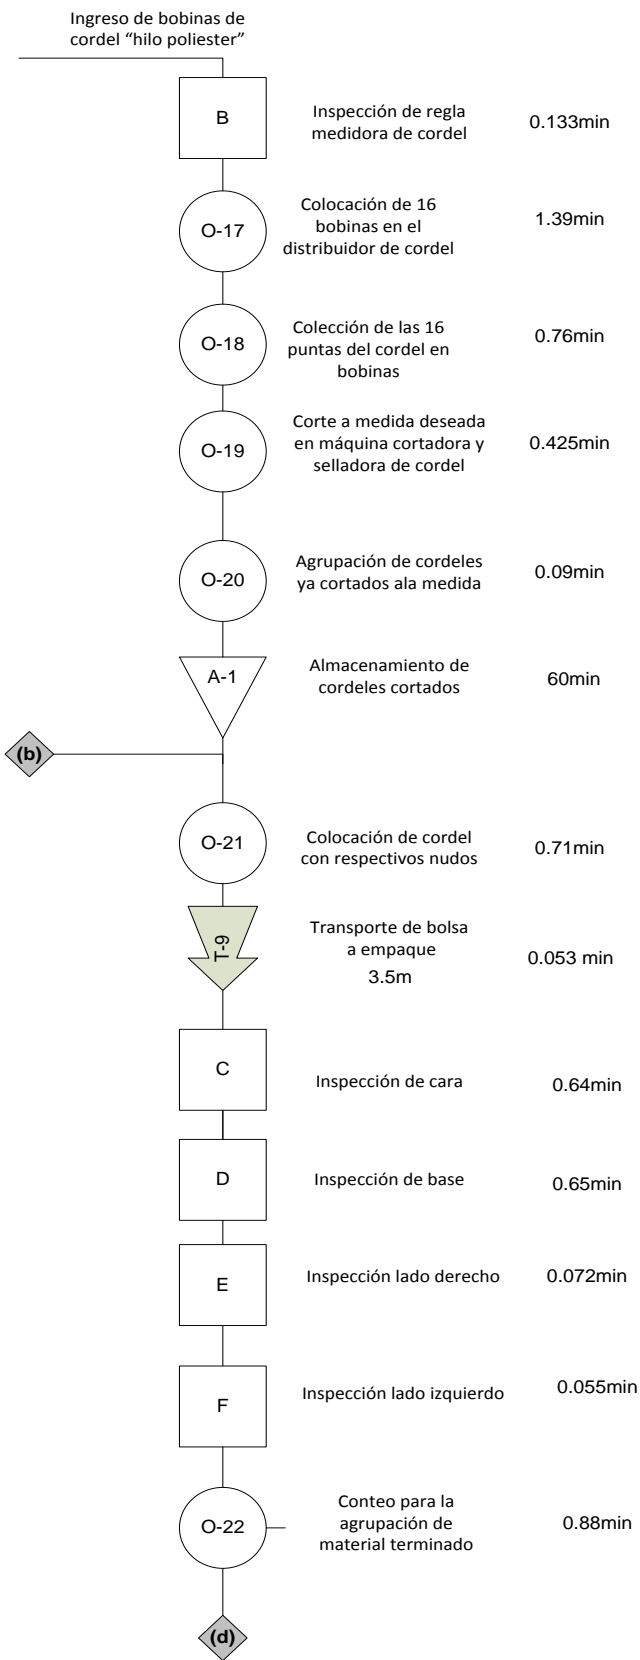 Ingreso de bobinas de
cordel “hilo poliester”
B
Inspección de regla
medidora de cordel
0.133min
O-17
Colocación de 16
bobinas en el
distribuidor de cordel
1.39min
O-18
Colección de las 16
puntas del cordel en
bobinas
0.76min
O-19
Corte a medida deseada
en máquina cortadora y
selladora de cordel
0.425min
O-20
Agrupación de cordeles
ya cortados ala medida
0.09min
A-1
Almacenamiento de
cordeles cortados
60min
(b)
O-21
Colocación de cordel
con respectivos nudos
0.71min
T-9
Transporte de bolsa
a empaque
3.5m
0.053 min
C
Inspección de cara
0.64min
D
Inspección de base
0.65min
E
Inspección lado derecho
0.072min
F
Inspección lado izquierdo
0.055min
O-22
Conteo para la
agrupación de
material terminado
0.88min
(d)